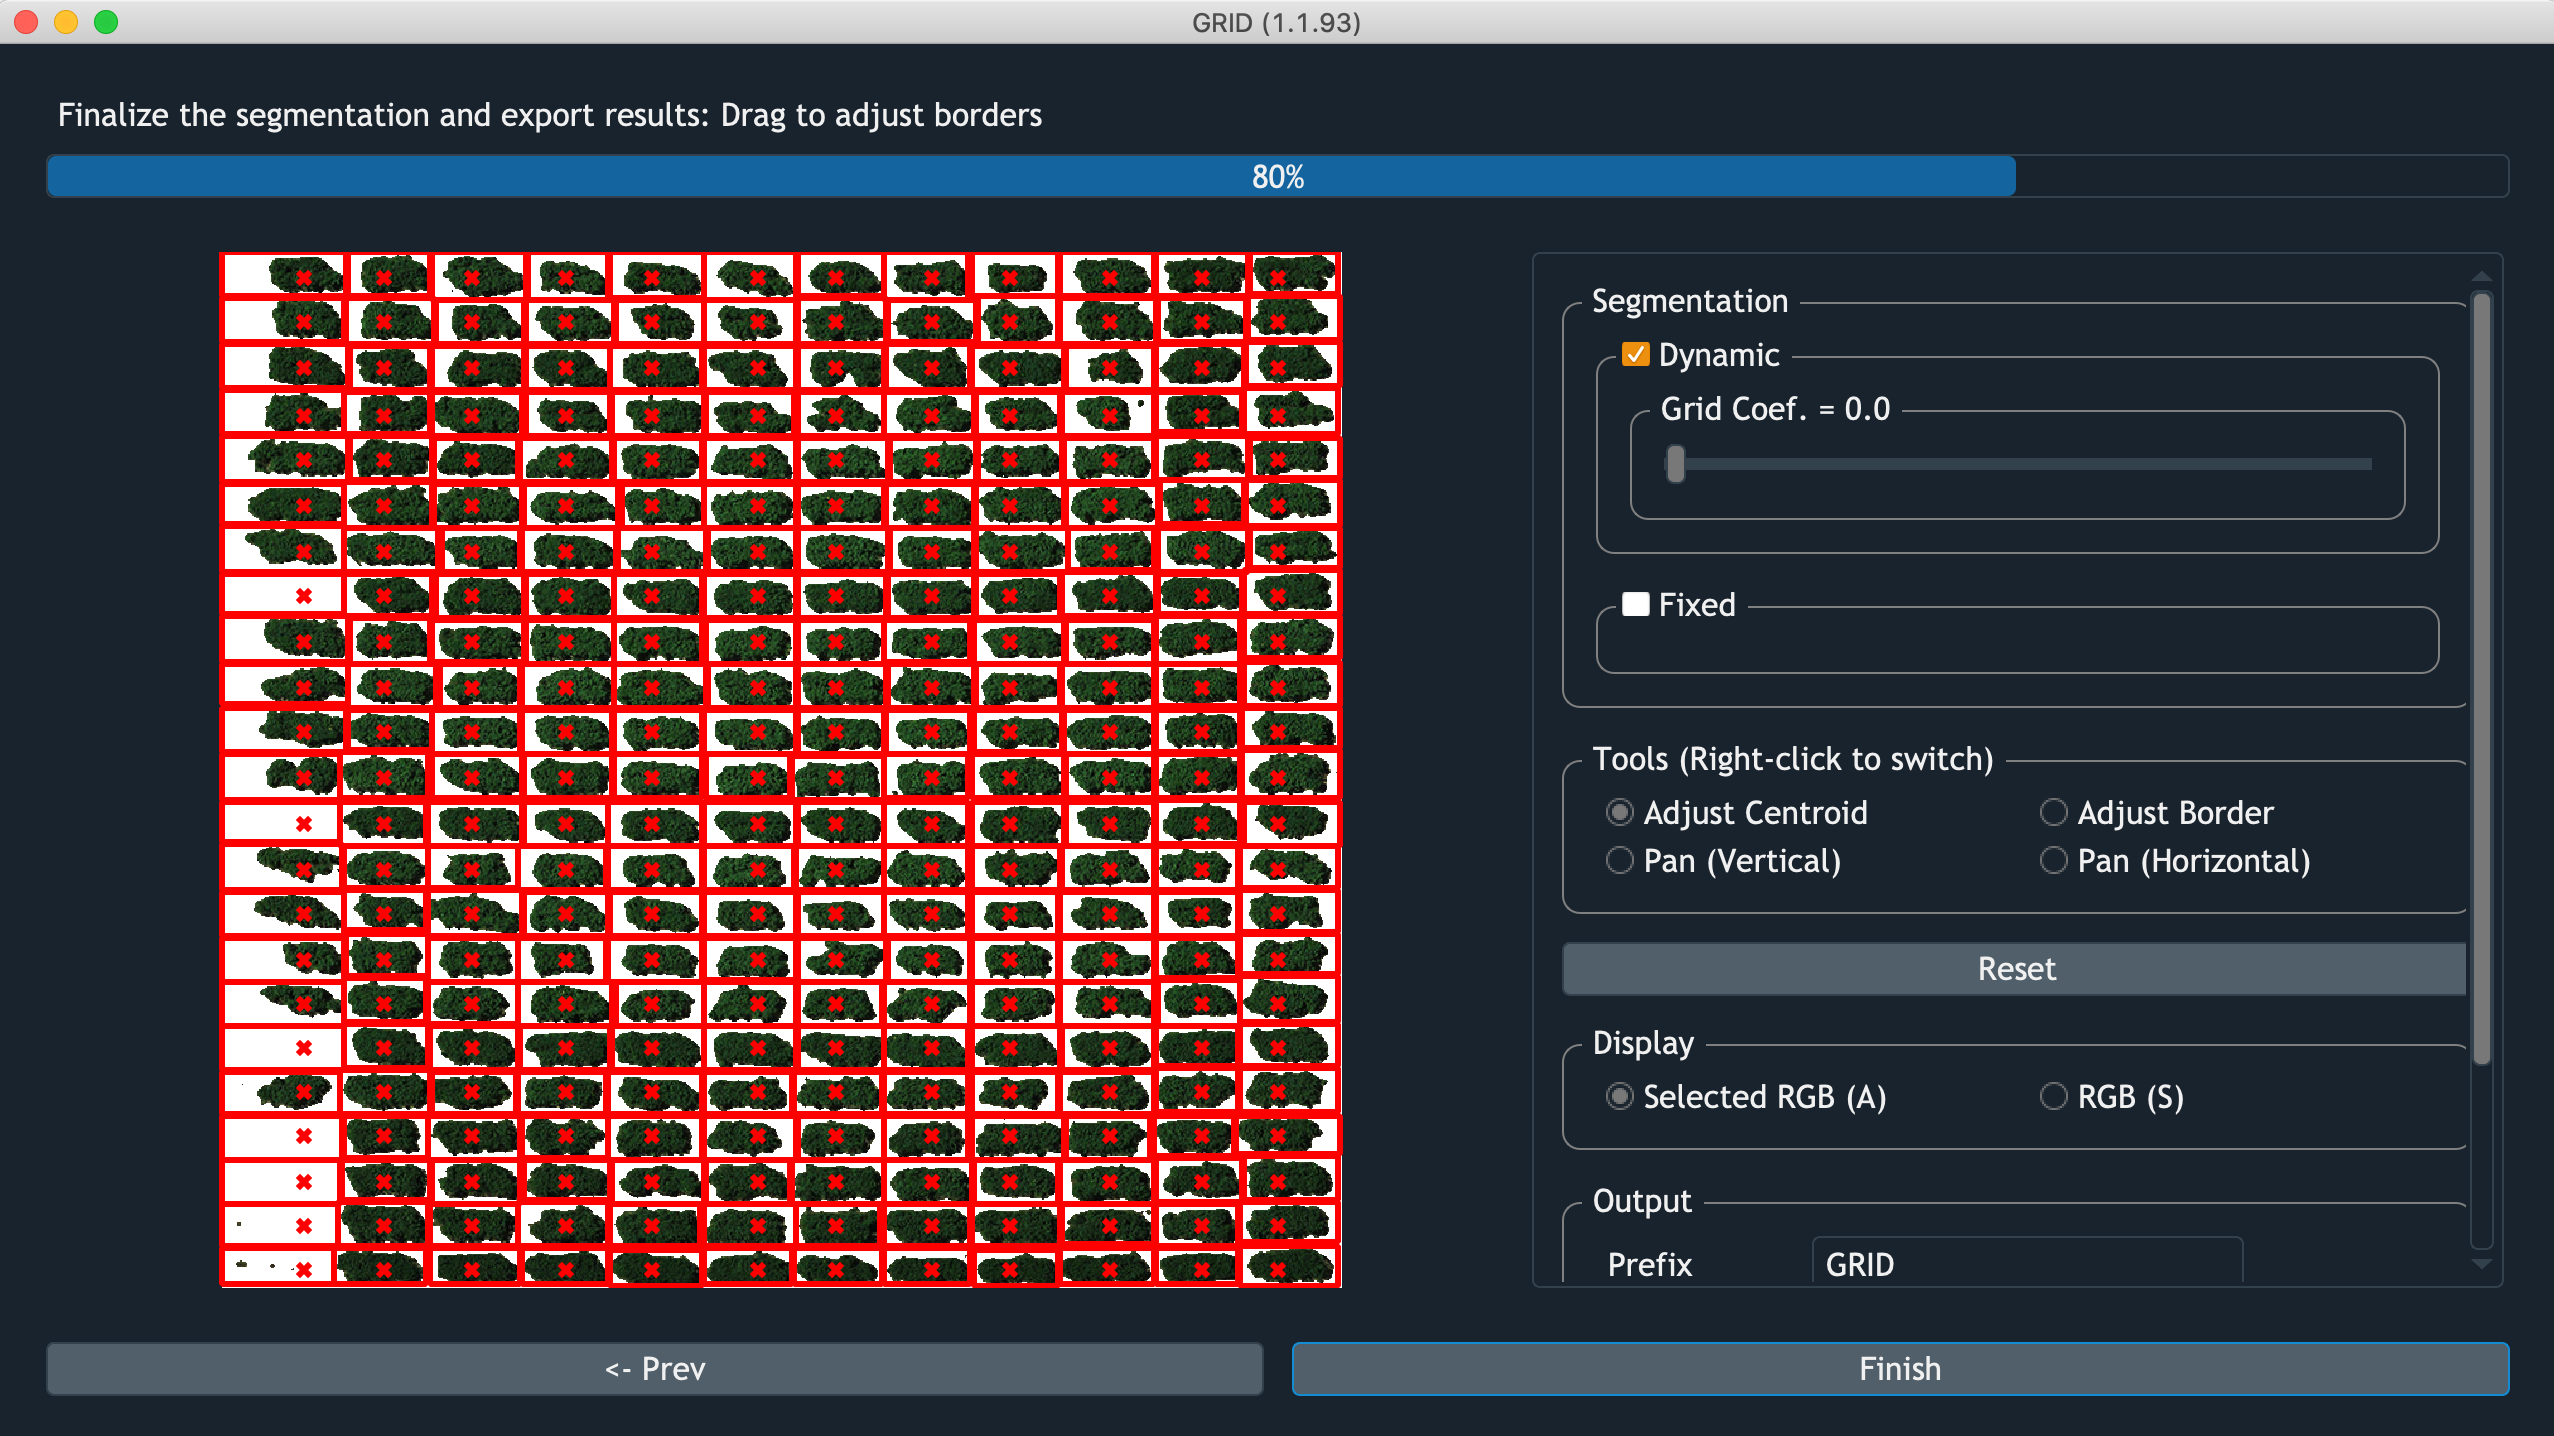 GRID (1.1.93)
Finalize the segmentation and export results: Drag to adjust borders
80%
Segmentation
Dynamic
Grid Coef. = 0.0
Fixed
Tools (Right-click to switch)
Adjust Centroid Adjust Border
Pan (Vertical) Pan (Horizontal)
Reset
Display
Selected RGB (A) RGB (S)
Output
Prefix GRID
<- Prev Finish